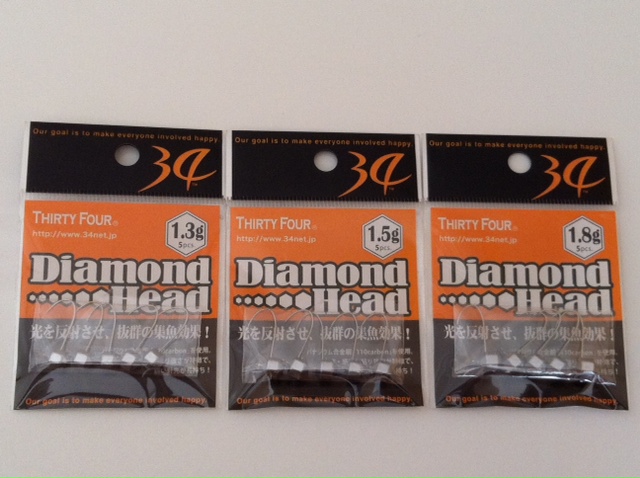 Our goal is to make everyone involved happy.
34
THIRTY FOUR®
http://www.34net.jp
1.3g
5pcs.
Diamond
Head
光を反射させ、抜群の集魚効果！
Our goal is to make everyone involved happy.
Our goal is to make everyone involved happy.
34
THIRTY FOUR®
http://www.34net.jp
1.5g
5pcs.
Diamond
Head
光を反射させ、抜群の集魚効果！
Our goal is to make everyone involved happy.
Our goal is to make everyone involved happy.
34
THIRTY FOUR®
http://www.34net.jp
1.8g
5pcs.
Diamond
Head
光を反射させ、抜群の集魚効果！
Our goal is to make everyone involved happy.